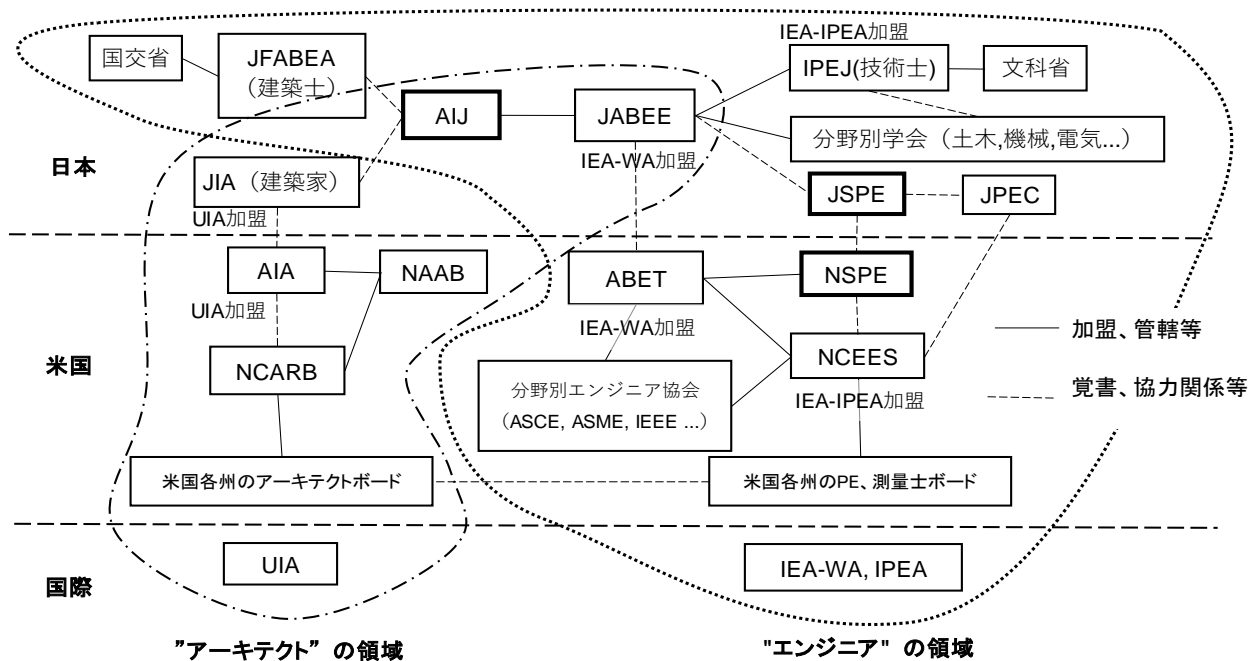 IEA-IPEA加盟
国交省
JFABEA
（建築士）
IPEJ(技術士)
文科省
AIJ
JABEE
分野別学会（土木,機械,電気...）
IEA-WA加盟
日本
JIA（建築家）
JSPE
JPEC
UIA加盟
AIA
NAAB
ABET
NSPE
UIA加盟
IEA-WA加盟
加盟、管轄等
米国
NCARB
NCEES
分野別エンジニア協会
（ASCE, ASME, IEEE ...）
IEA-IPEA加盟
覚書、協力関係等
米国各州のアーキテクトボード
米国各州のPE、測量士ボード
国際
UIA
IEA-WA, IPEA
”アーキテクト” の領域
"エンジニア" の領域